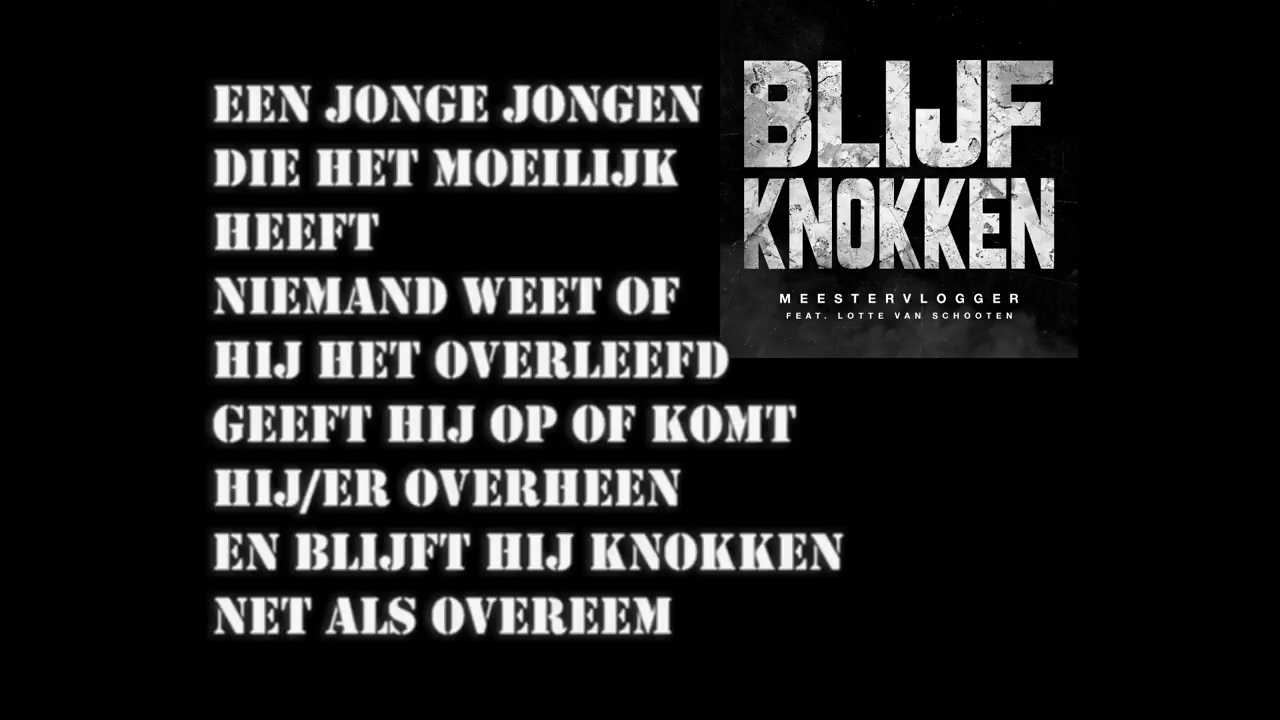 EEN JONGE JONGEN
DIE HET MOEILIJK
HEEFT
NIEMAND WEET OF
HIJ HET OVERLEEFD
GEEFT HIJ OP OF KOMT
HIJ/ER OVERHEEN
EN BLIJFT HIJ KNOKKEN
NET ALS OVEREEM
BLIJF
KNOKKEN
MEESTERVLOGGER
FEAT. LOTTE VAN SCHOOTEN